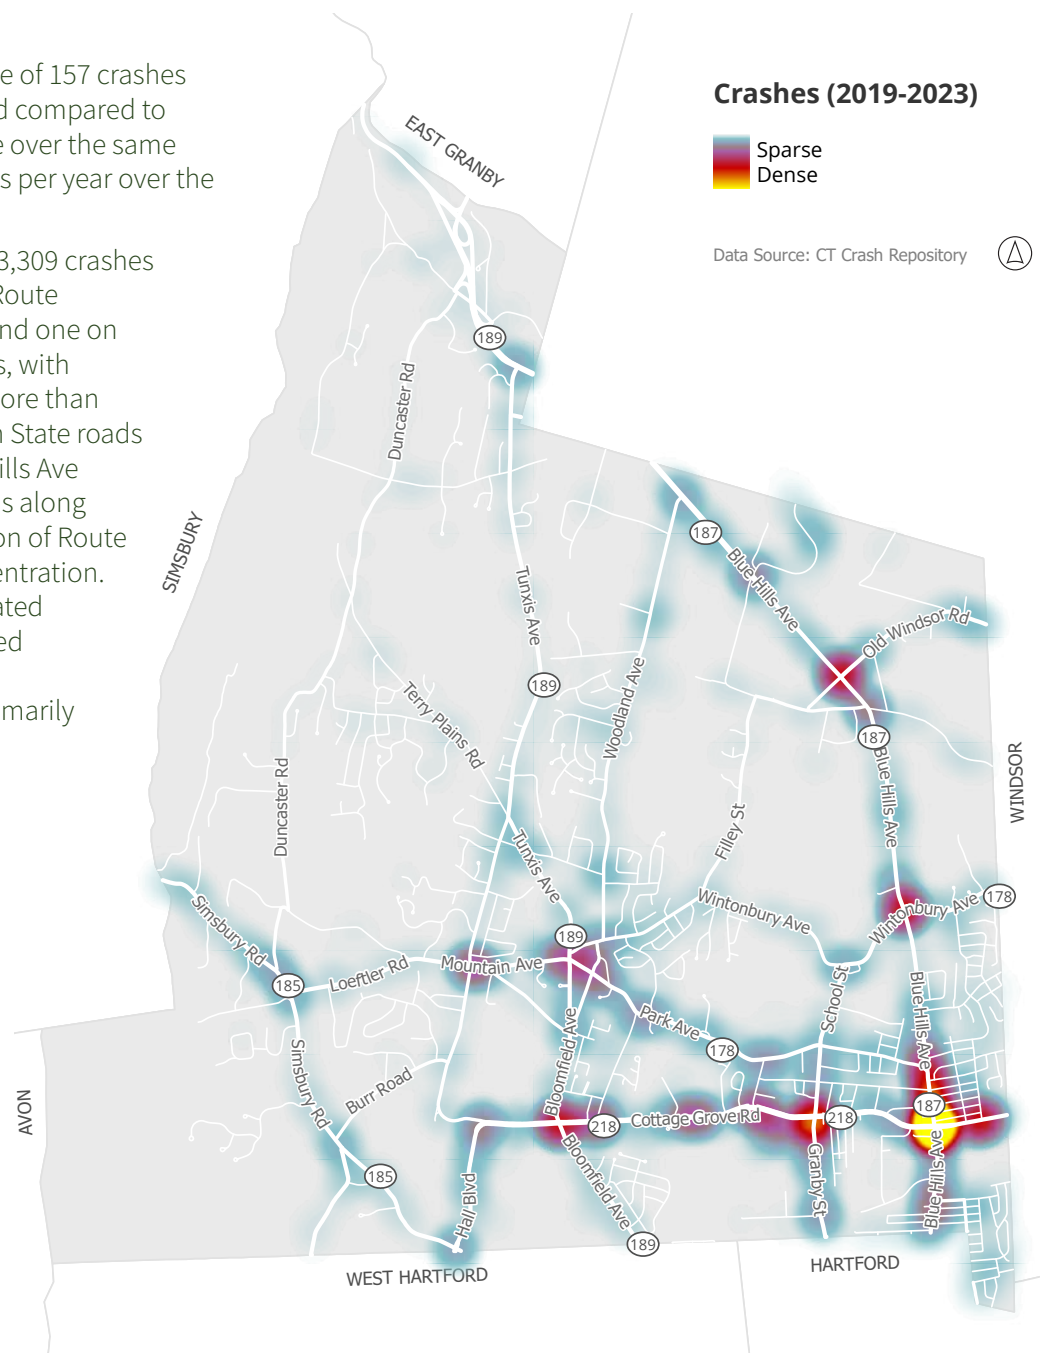 e of 157 crashes
d compared to
e over the same
s per year over the
3,309 crashes
Route
nd one on
s, with
ore than
n State roads
ills Ave
s along
on of Route
entration.
ated
ed
marily
Crashes (2019-2023)
Sparse
Dense
Data Source: CT Crash Repository
EAST GRANBY
189
Duncaster Rd
SIMSBURY
187
Blue Hills Ave
Old Windsor Rd
Tunxis Ave
189
Woodland Ave
Terry Plains Rd
187
Blue Hills Ave
WINDSOR
Duncaster Rd
Filley St
Tunxis Ave
Wintonbury Ave
Wintonbury Ave
178
Simsbury Rd
189
185
Loeffler Rd
Mountain Ave
School St
Blue Hills Ave
Park Ave
178
Bloomfield Ave
Simsbury Rd
Burr Road
AVON
218
Cottage Grove Rd
218
187
Bloomfield Ave
Granby St
Blue Hills Ave
185
Hall Blvd
189
WEST HARTFORD
HARTFORD